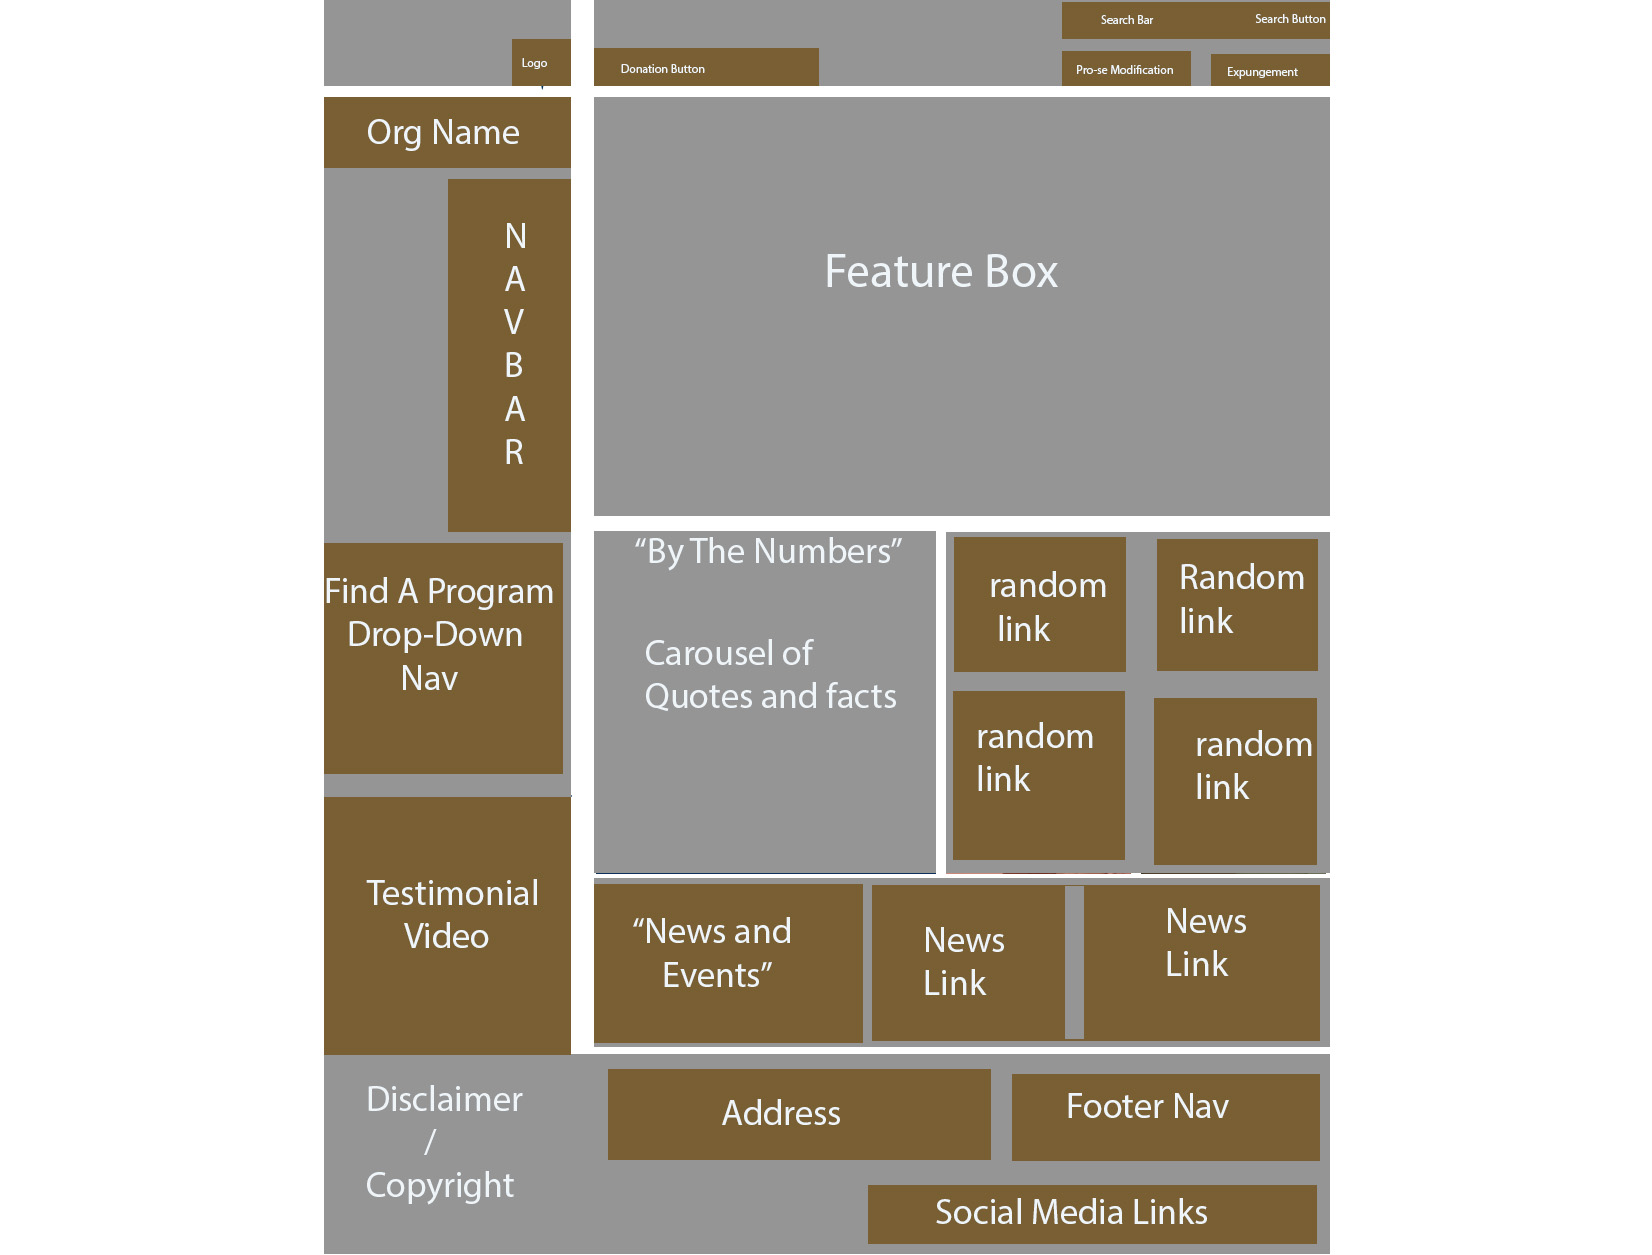 Search Bar
Search Button
Logo
Donation Button
Pro-se Modification
Expungement
Org Name
N
A
V
B
A
R
Feature Box
Find A Program
Drop-Down
Nav
“By The Numbers”
Carousel of
Quotes and facts
random
link
Random
link
random
link
random
link
Testimonial
Video
“News and
Events”
News
Link
News
Link
Disclaimer
/
Copyright
Address
Footer Nav
Social Media Links